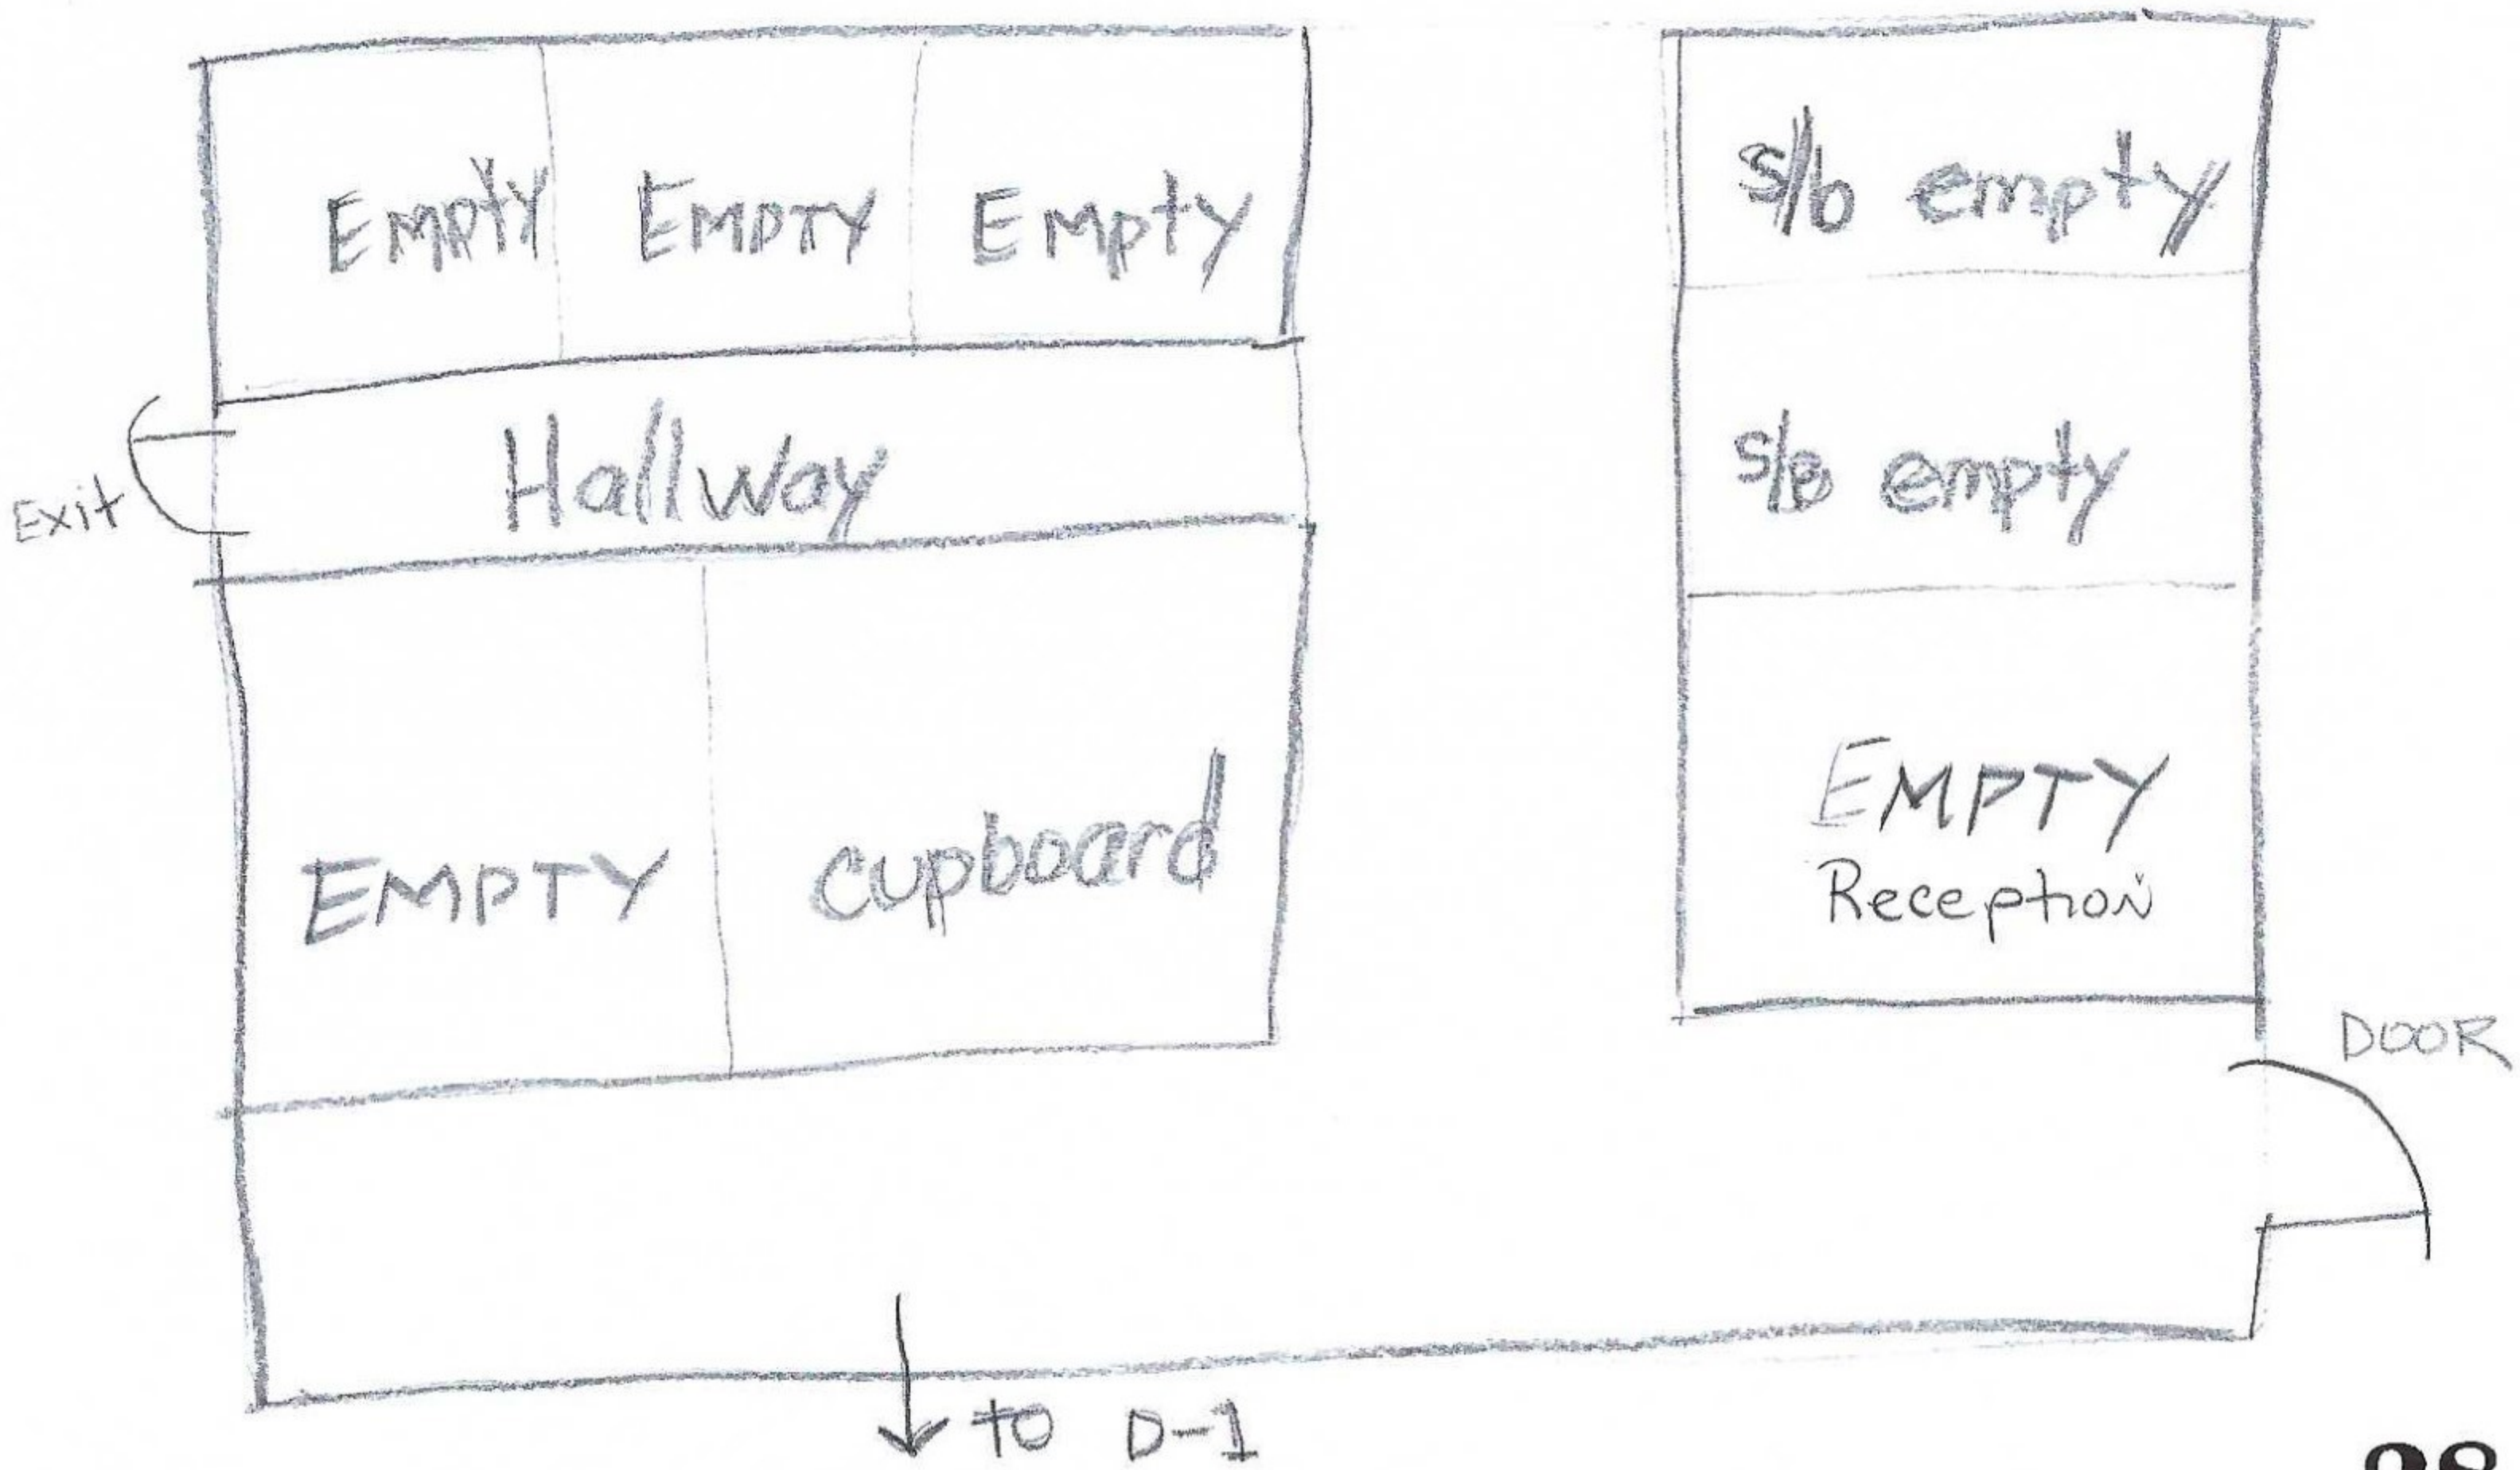 Empty Empty Empty
s/b empty
Hallway
s/b empty
Exit
EMPTY
Reception
EMPTY cupboard
DOOR
to D-1